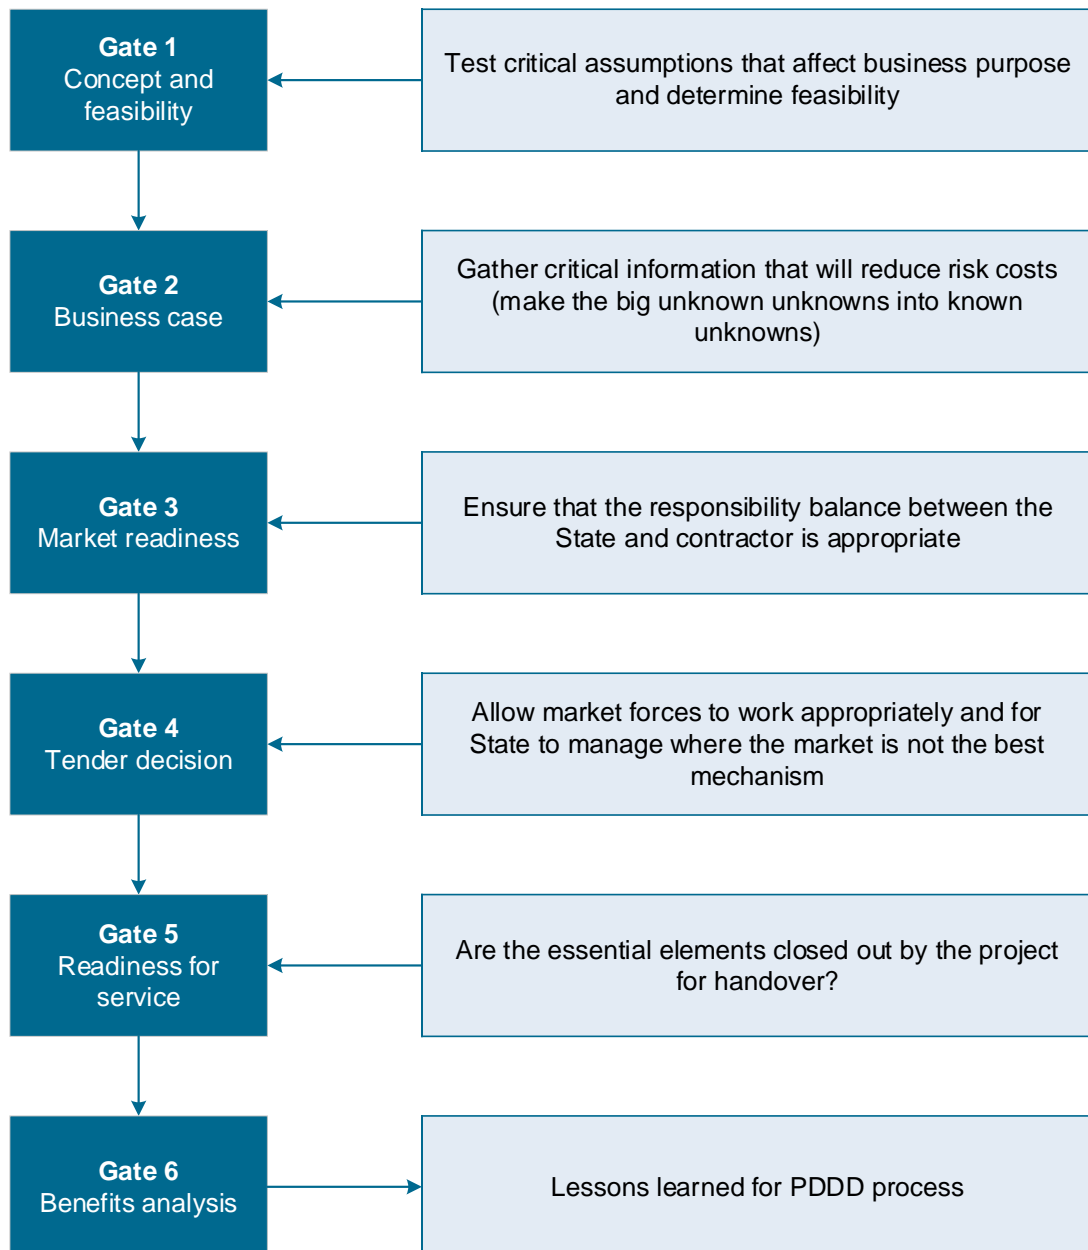 Gate 1
Concept and
feasibility
Test critical assumptions that affect business purpose
and determine feasibility
Gate 2
Business case
Gather critical information that will reduce risk costs
(make the big unknown unknowns into known
unknowns)
Gate 3
Market readiness
Ensure that the responsibility balance between the
State and contractor is appropriate
Gate 4
Tender decision
Allow market forces to work appropriately and for
State to manage where the market is not the best
mechanism
Gate 5
Readiness for
service
Are the essential elements closed out by the project
for handover?
Gate 6
Benefits analysis
Lessons learned for PDDD process